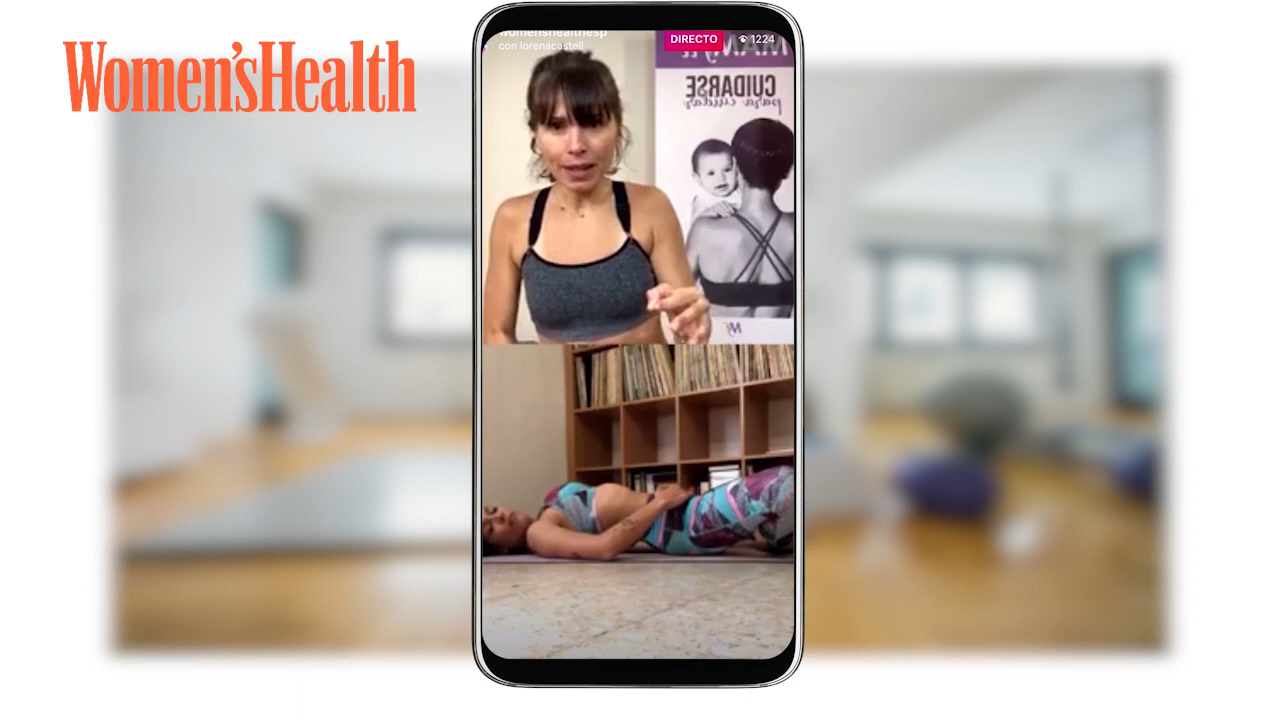 Women'sHealth
womenshealthesp
con lorenacastell
DIRECTO
1224
CUIDARSE
para cuidar